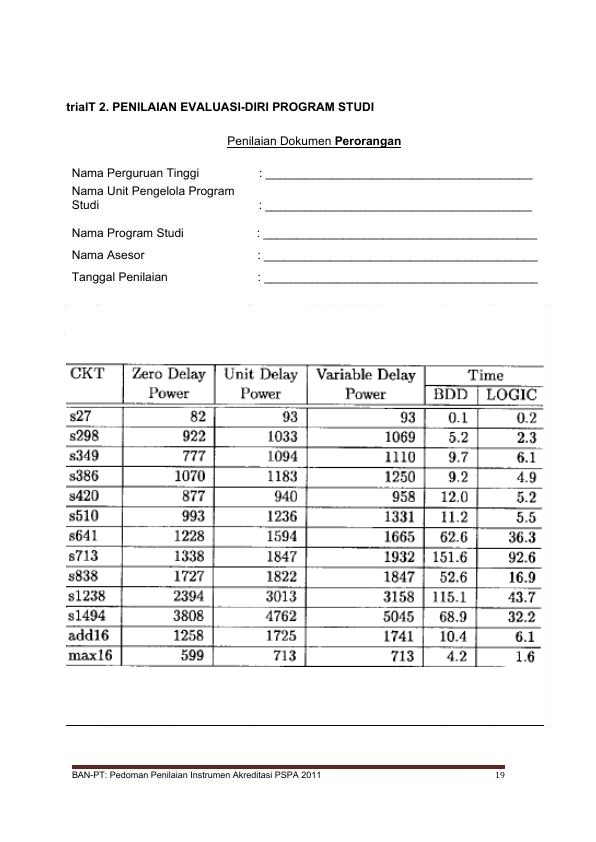 trialT 2. PENILAIAN EVALUASI-DIRI PROGRAM STUDI
Penilaian Dokumen Perorangan
Nama Perguruan Tinggi : ________________________________________
Nama Unit Pengelola Program
Studi : ________________________________________
Nama Program Studi : ________________________________________
Nama Asesor : ________________________________________
Tanggal Penilaian : ________________________________________
CKT Zero Delay Unit Delay Variable Delay Time
Power Power Power BDD LOGIC
s27 82 93 93 0.1 0.2
s298 922 1033 1069 5.2 2.3
s349 777 1094 1110 9.7 6.1
s386 1070 1183 1250 9.2 4.9
s420 877 940 958 12.0 5.2
s510 993 1236 1331 11.2 5.5
s641 1228 1594 1665 62.6 36.3
s713 1338 1847 1932 151.6 92.6
s838 1727 1822 1847 52.6 16.9
s1238 2394 3013 3158 115.1 43.7
s1494 3808 4762 5045 68.9 32.2
add16 1258 1725 1741 10.4 6.1
max16 599 713 713 4.2 1.6
BAN-PT: Pedoman Penilaian Instrumen Akreditasi PSPA 2011 19